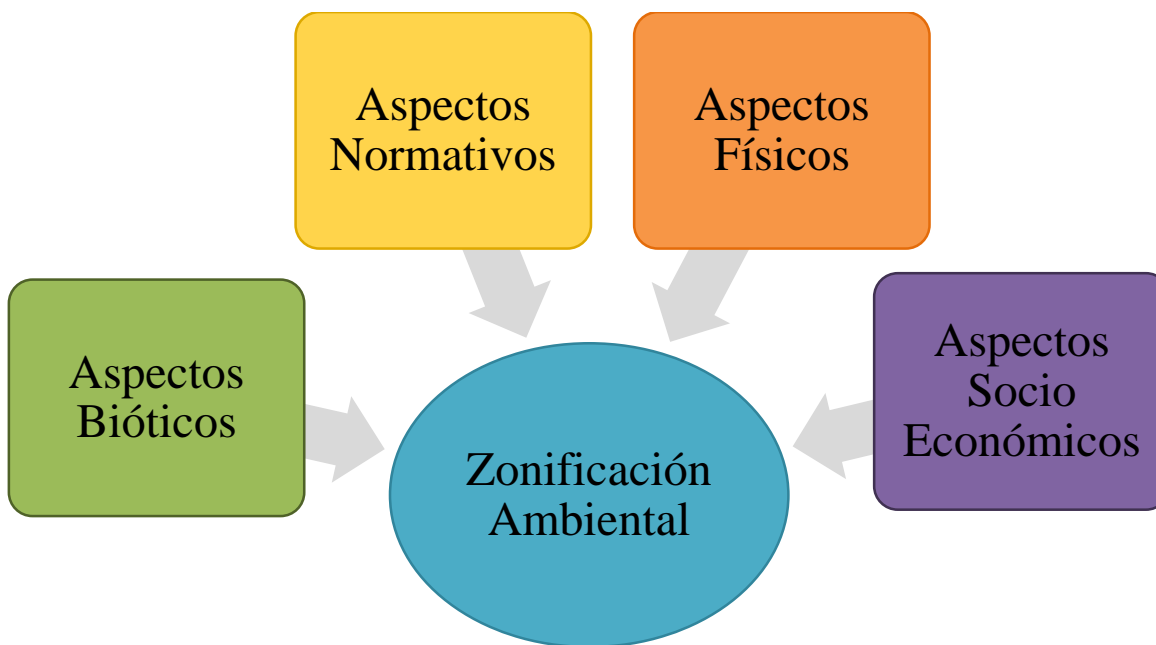 Aspectos
Normativos
Aspectos
Físicos
Aspectos
Bióticos
Aspectos
Socio
Económicos
Zonificación
Ambiental